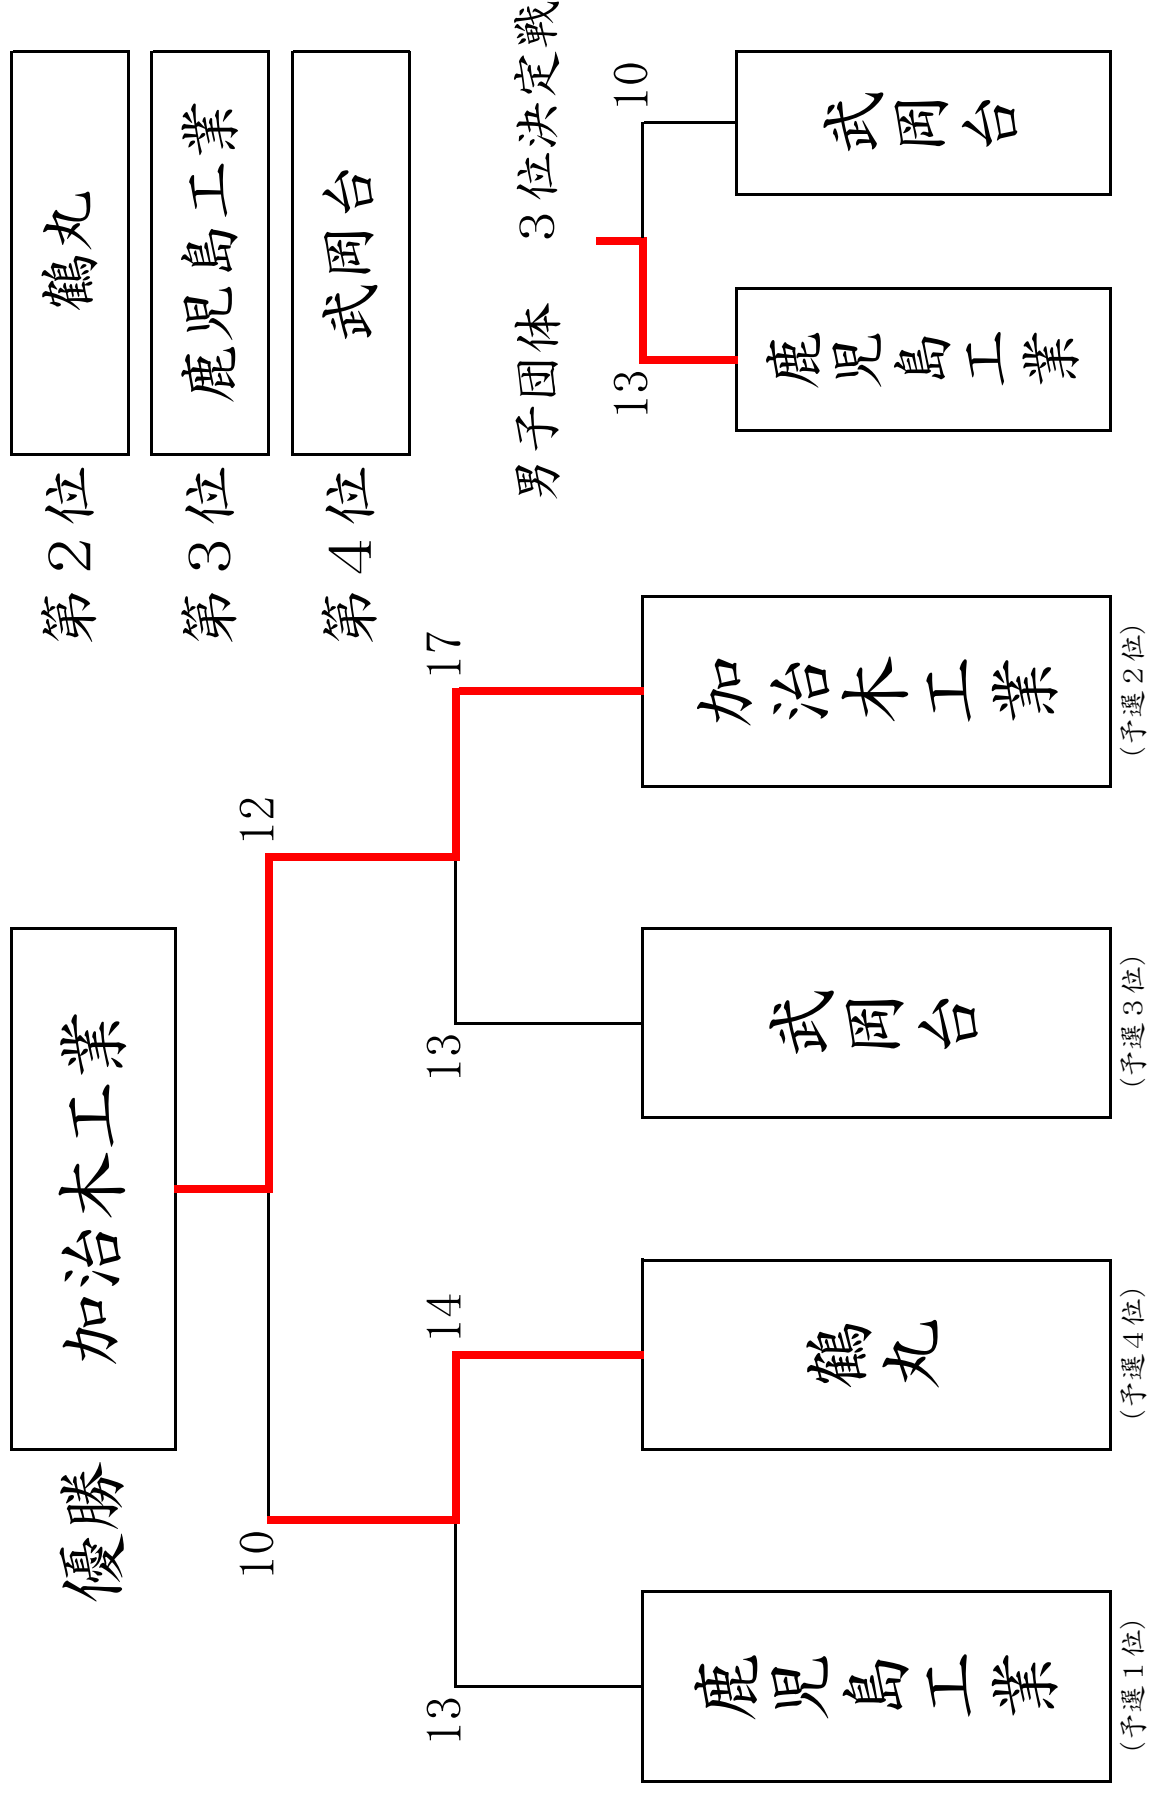 優勝
加治木工業
第２位
鶴丸
第３位
鹿児島工業
第４位
武岡台
10
12
13
14
13
17
鹿児島工業
(予選１位)
鶴丸
(予選４位)
武岡台
(予選３位)
加治木工業
(予選２位)
男子団体　３位決定戦
13
10
鹿児島工業
武岡台